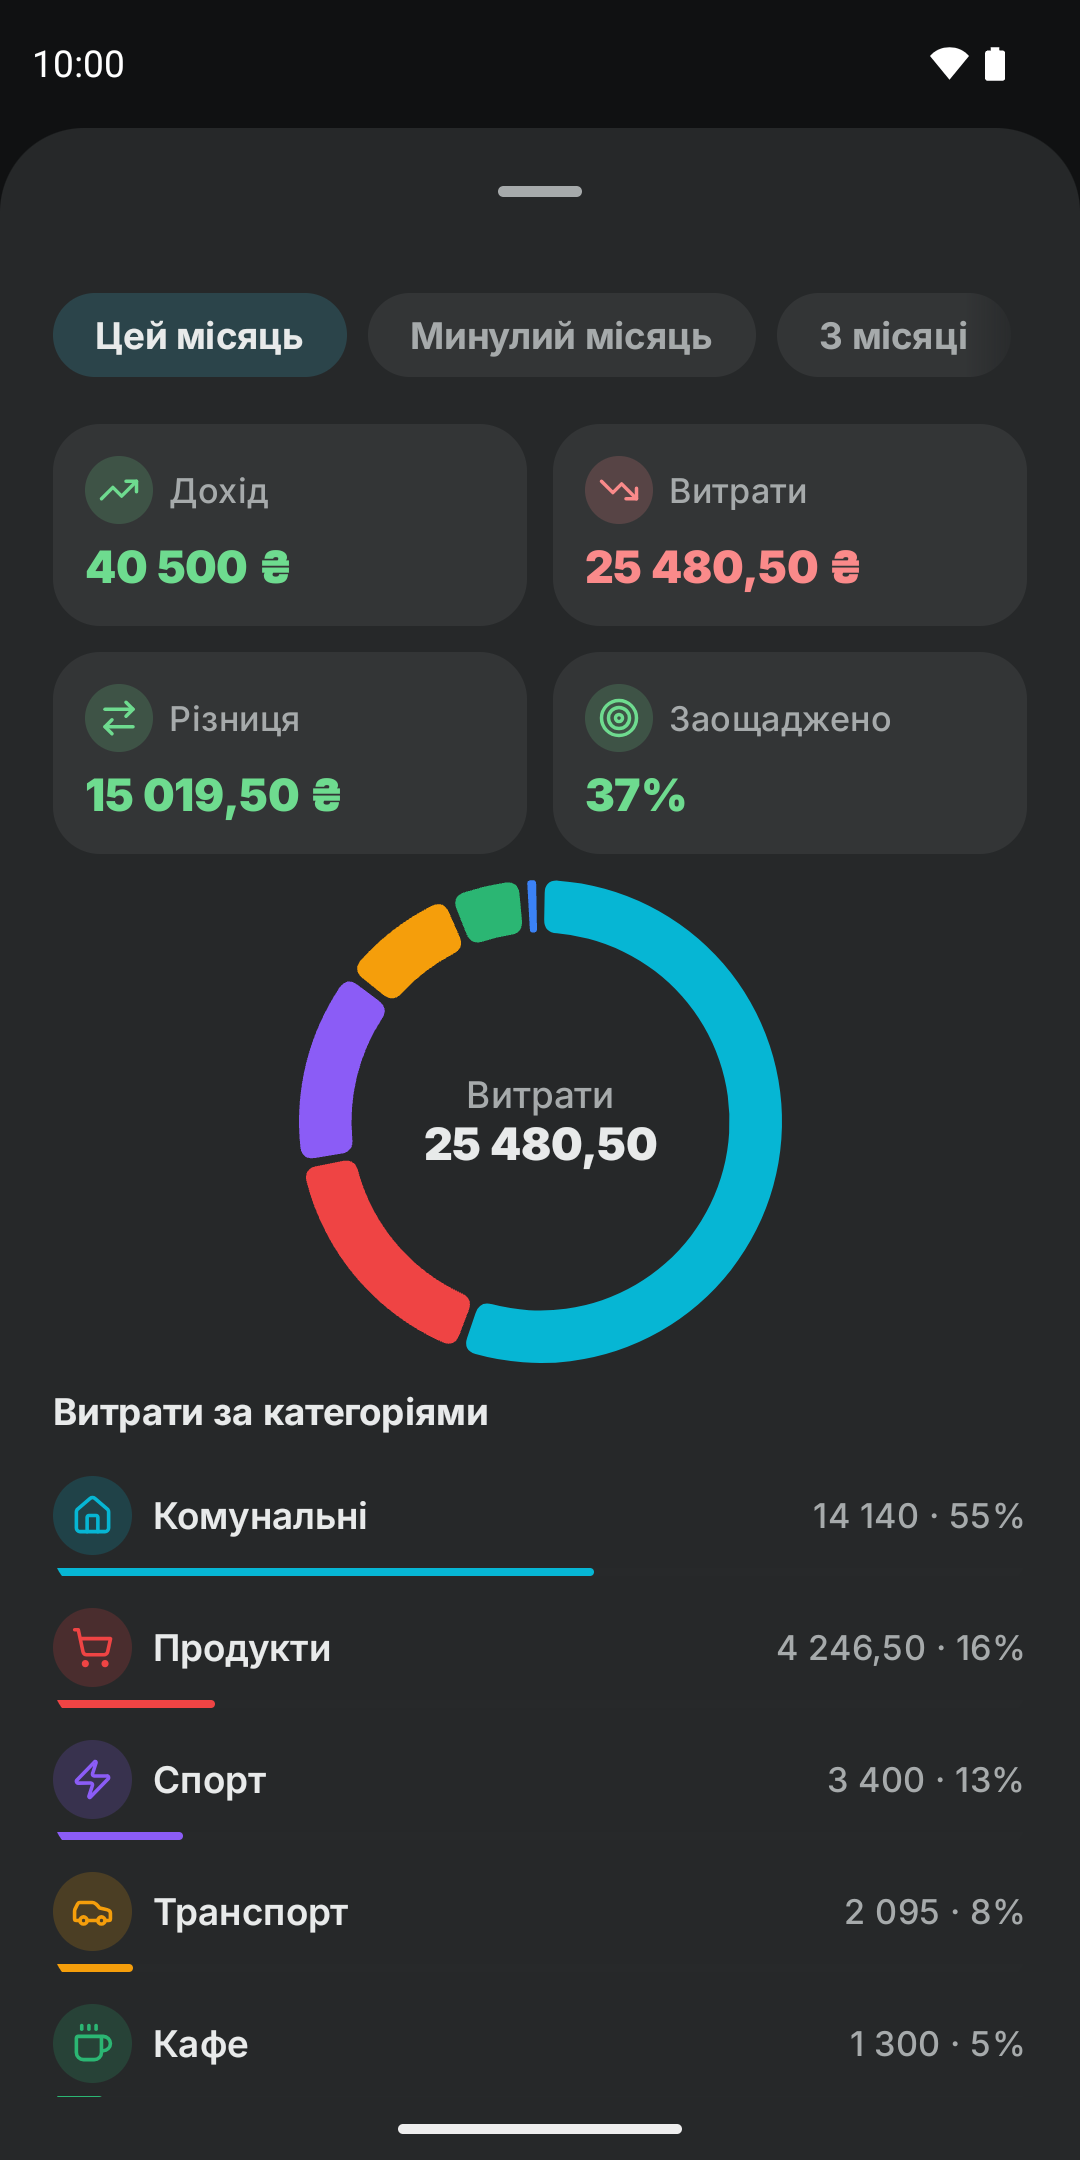 10:00
Цей місяць
Минулий місяць
3 місяці
Дохід
40 500 ₴
Витрати
25 480,50 ₴
Різниця
15 019,50 ₴
Заощаджено
37%
Витрати
25 480,50
Витрати за категоріями
Комунальні
14 140 · 55%
Продукти
4 246,50 · 16%
Спорт
3 400 · 13%
Транспорт
2 095 · 8%
Кафе
1 300 · 5%